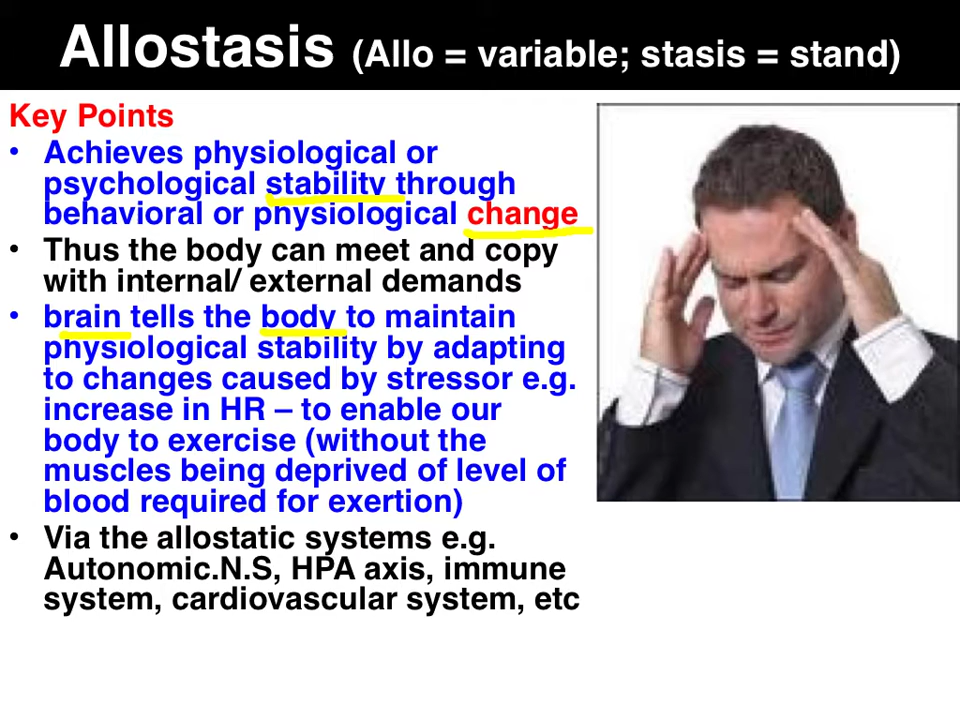 Allostasis (Allo = variable; stasis = stand)
Key Points
• Achieves physiological or
psychological stability through
behavioral or physiological change
• Thus the body can meet and copy
with internal/ external demands
• brain tells the body to maintain
physiological stability by adapting
to changes caused by stressor e.g.
increase in HR – to enable our
body to exercise (without the
muscles being deprived of level of
blood required for exertion)
• Via the allostatic systems e.g.
Autonomic.N.S, HPA axis, immune
system, cardiovascular system, etc